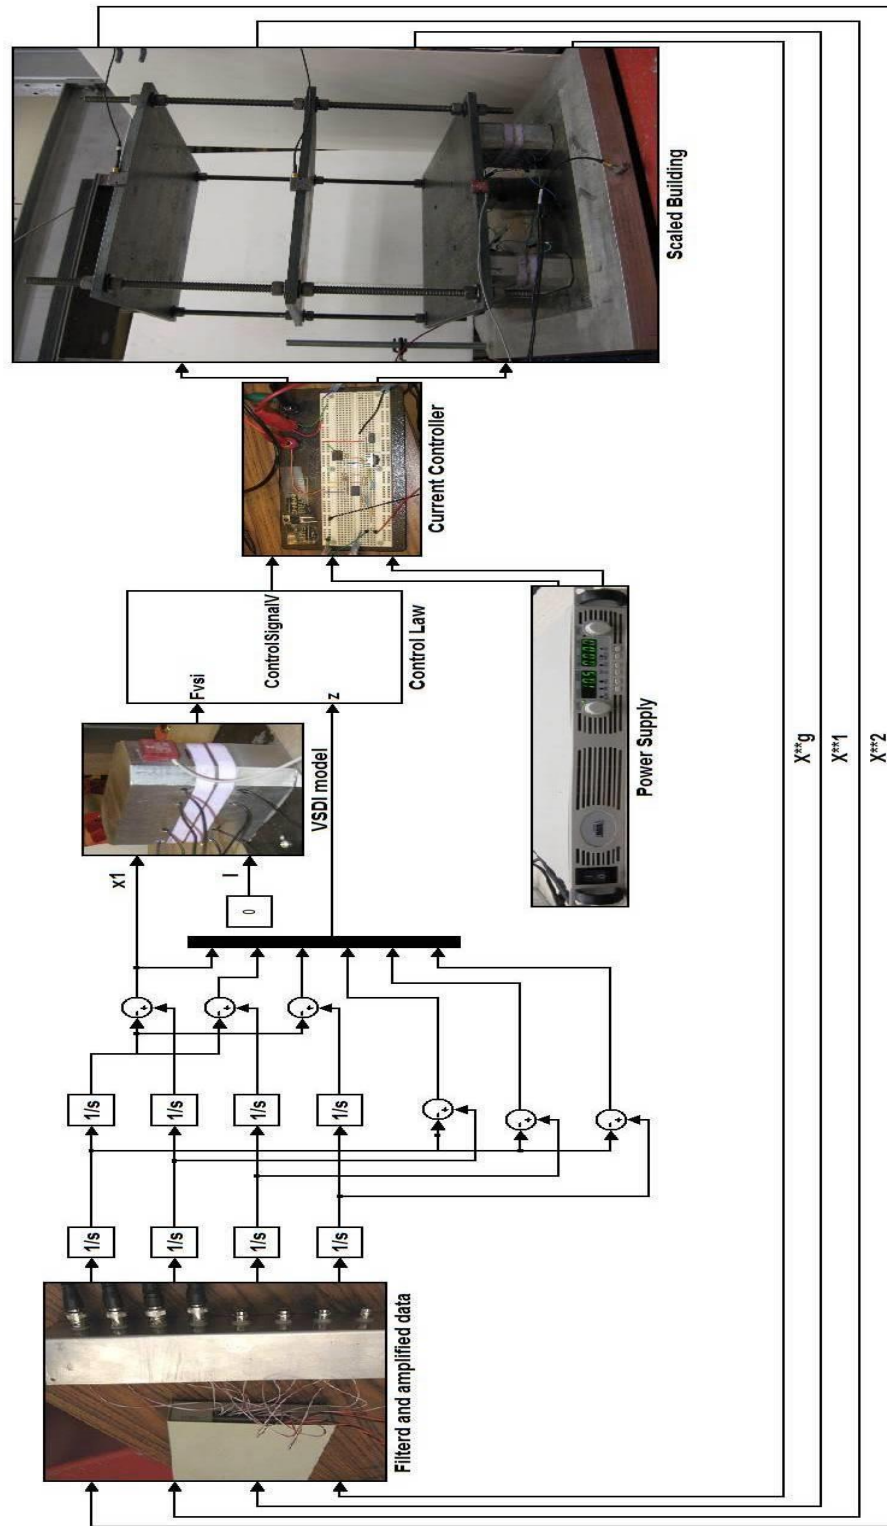 1/s
1/s
1/s
1/s
1/s
1/s
1/s
1/s
Filterd and amplified data
x1
I
0
VSDI model
Fvsi
ControlSignalV
z
Control Law
Current Controller
Scaled Building
Power Supply
X**g
X**1
X**2